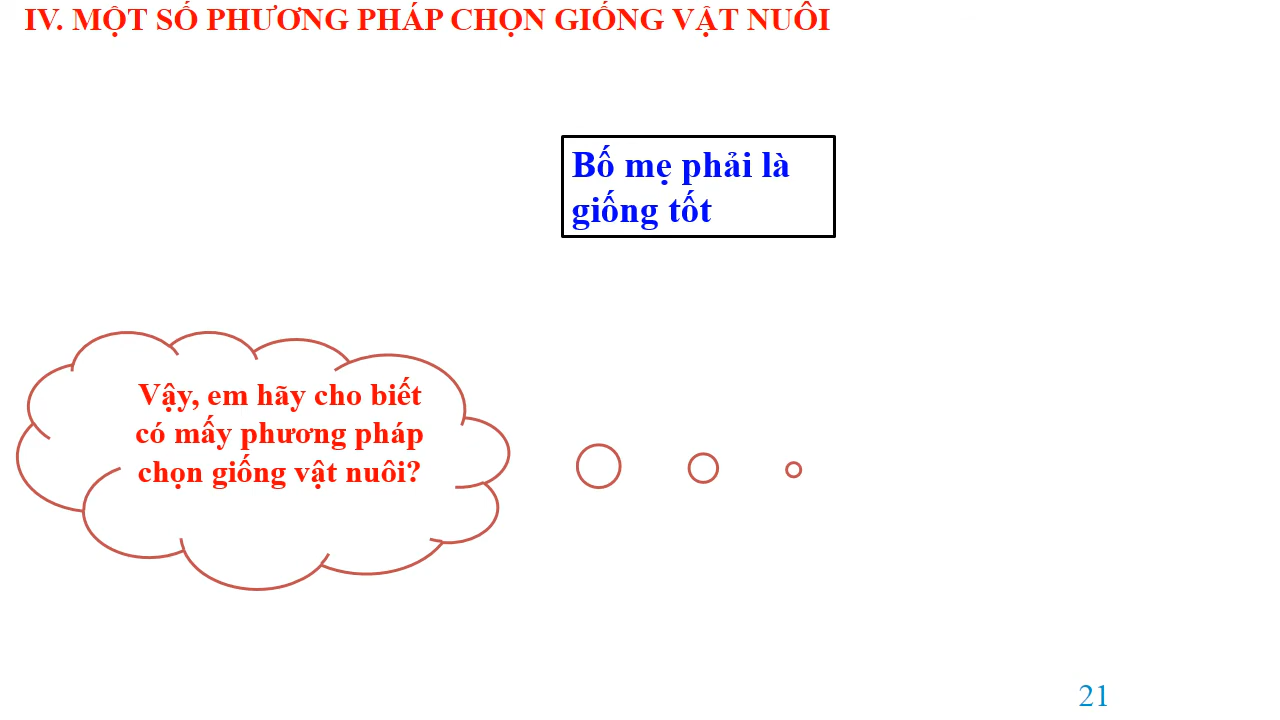 IV. MỘT SỐ PHƯƠNG PHÁP CHỌN GIỐNG VẬT NUÔI
Bố mẹ phải là
giống tốt
Vậy, em hãy cho biết
có mấy phương pháp
chọn giống vật nuôi?
21